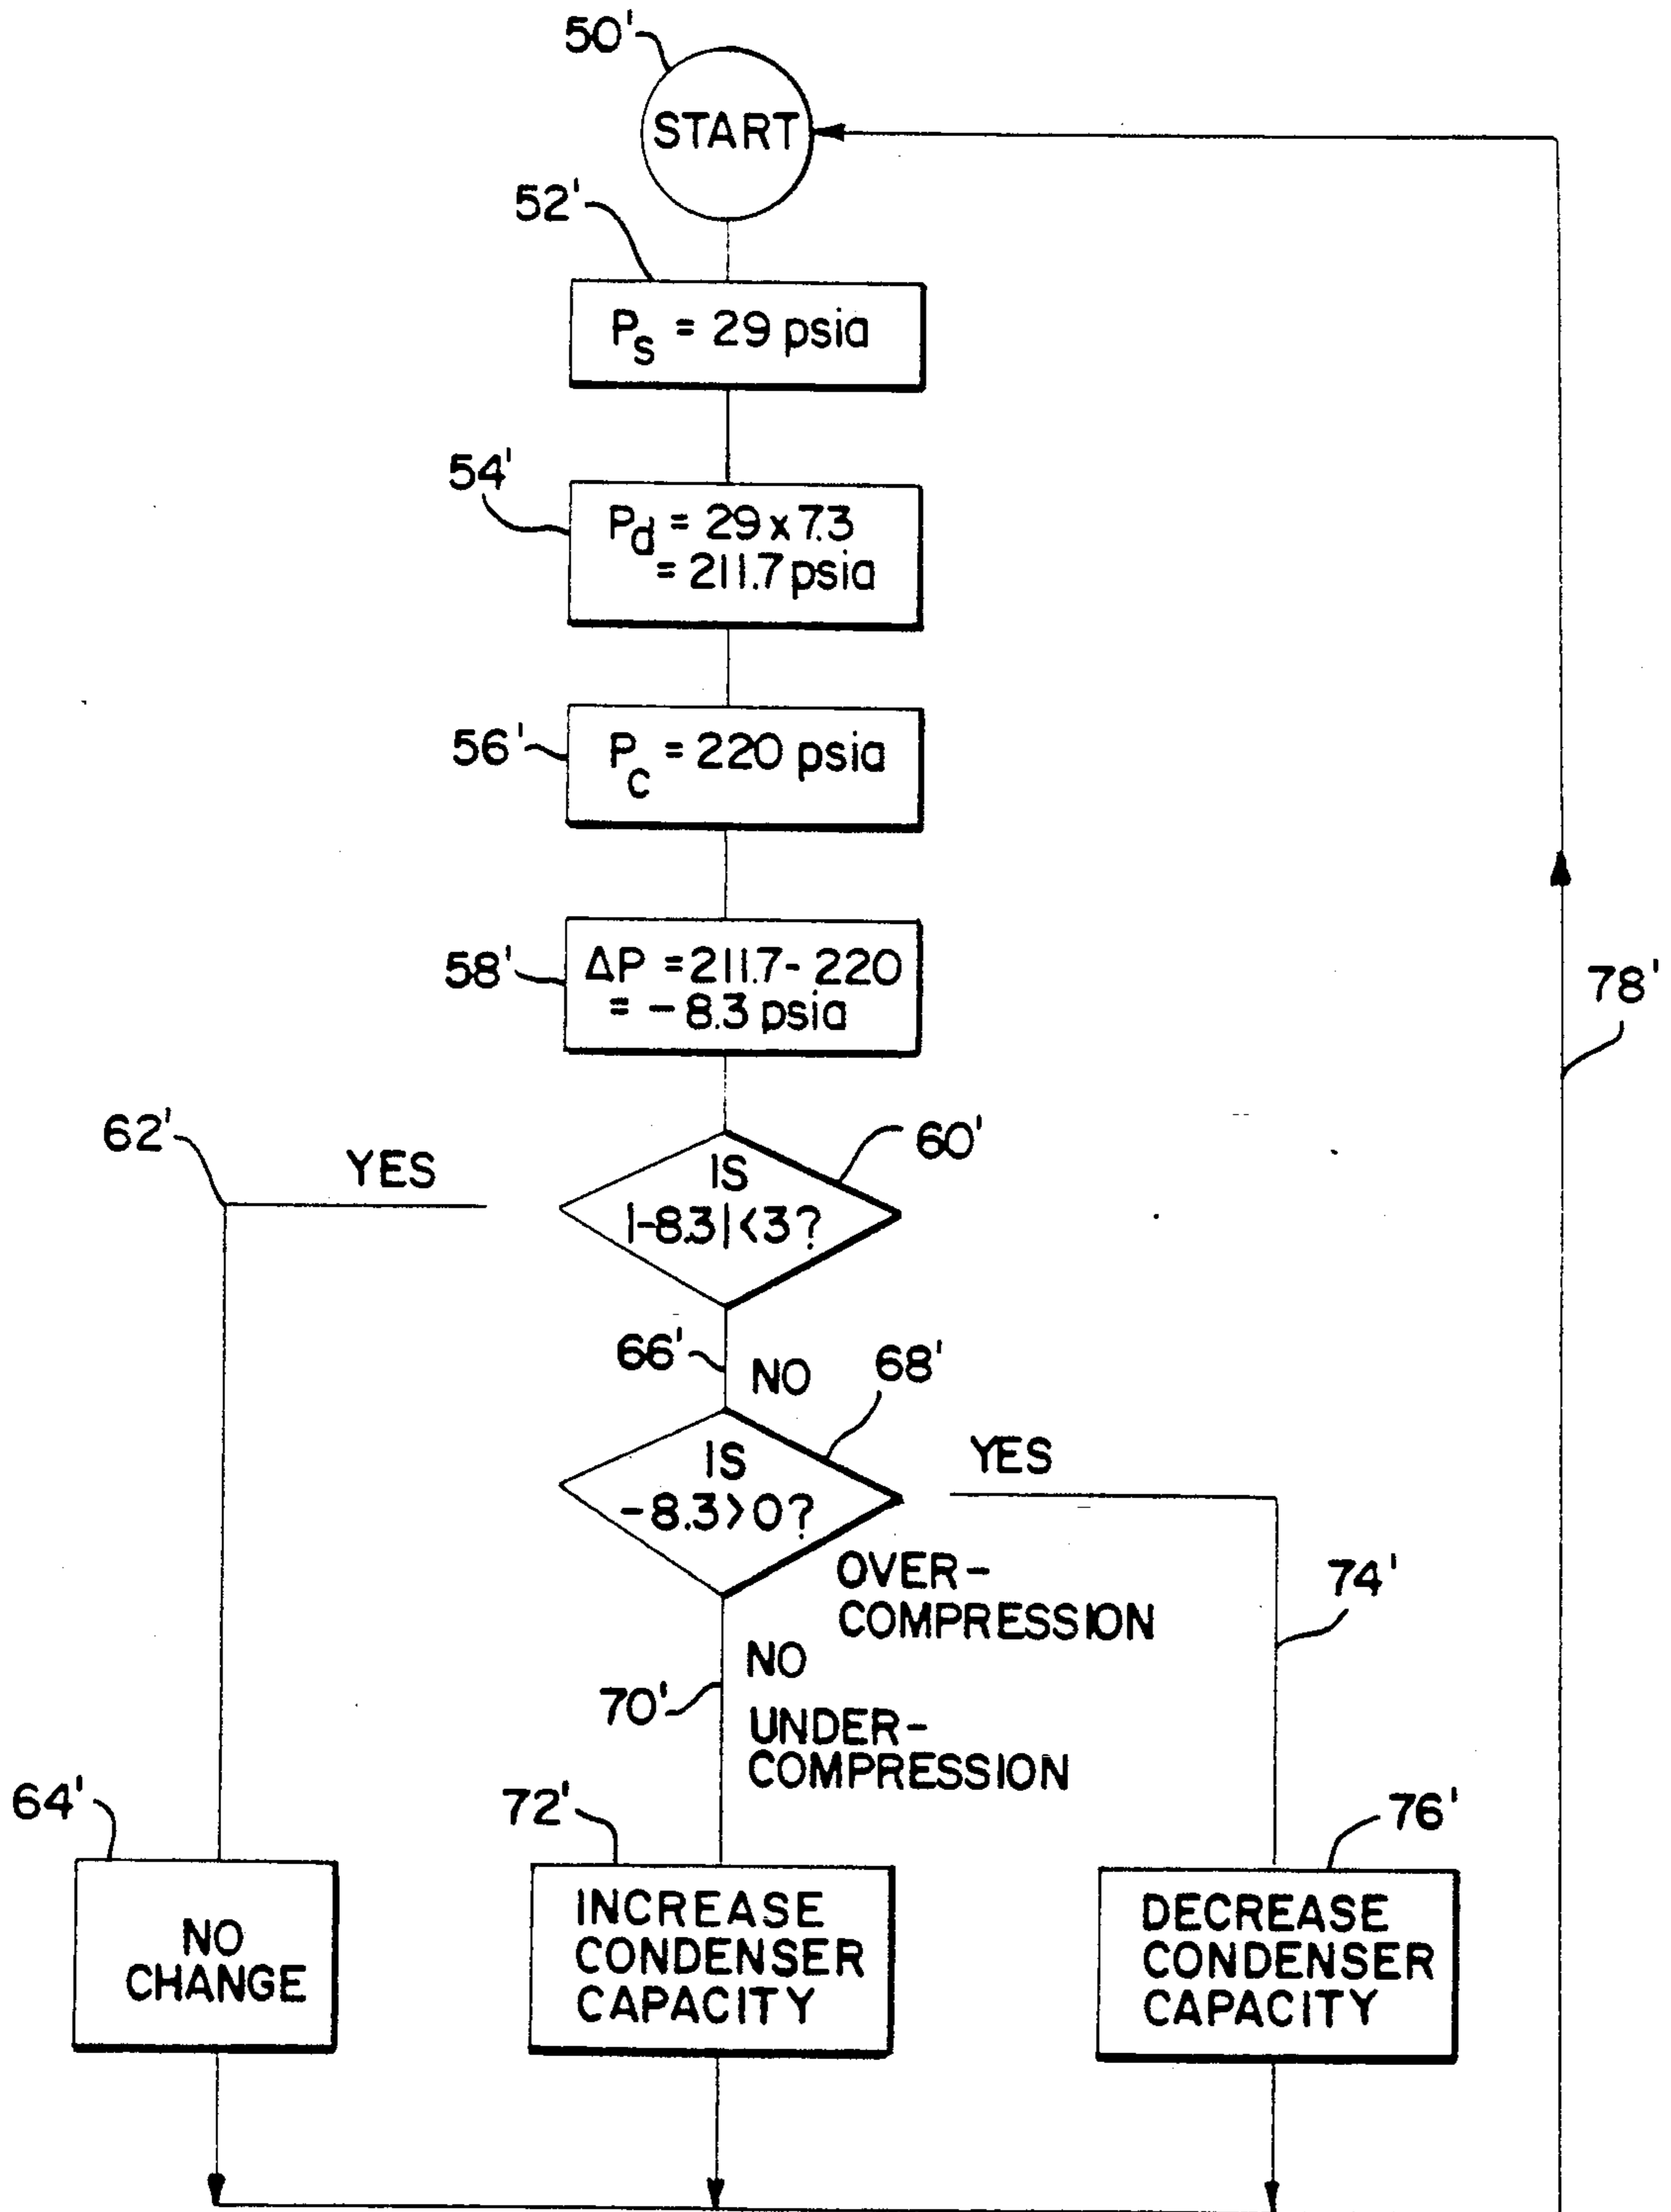 50'
START
52'
Ps = 29 psia
54'
Pd = 29 x 7.3
= 211.7 psia
56'
Pc = 220 psia
58'
ΔP = 211.7 - 220
= - 8.3 psia
78'
62'
YES
60'
IS
|-8.3|<3?
66'
NO
68'
IS
-8.3>0?
YES
OVER-
COMPRESSION
74'
NO
70'
UNDER-
COMPRESSION
64'
NO
CHANGE
72'
INCREASE
CONDENSER
CAPACITY
76'
DECREASE
CONDENSER
CAPACITY